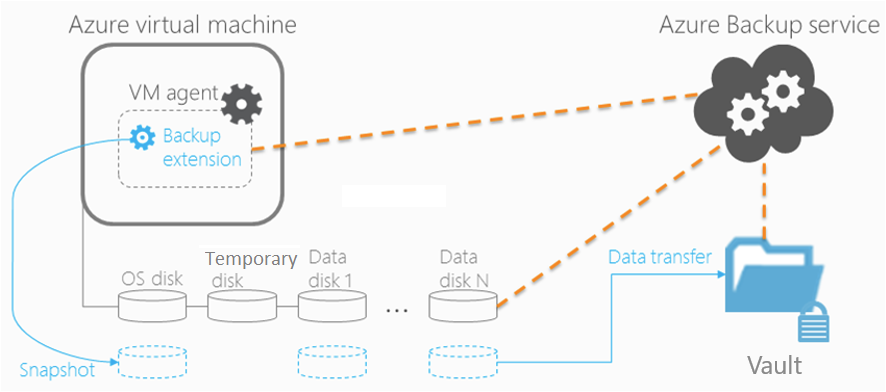 Azure virtual machine
Azure Backup service
VM agent
Backup
extension
OS disk
Temporary
disk
Data
disk 1
...
Data
disk N
Data transfer
Snapshot
Vault